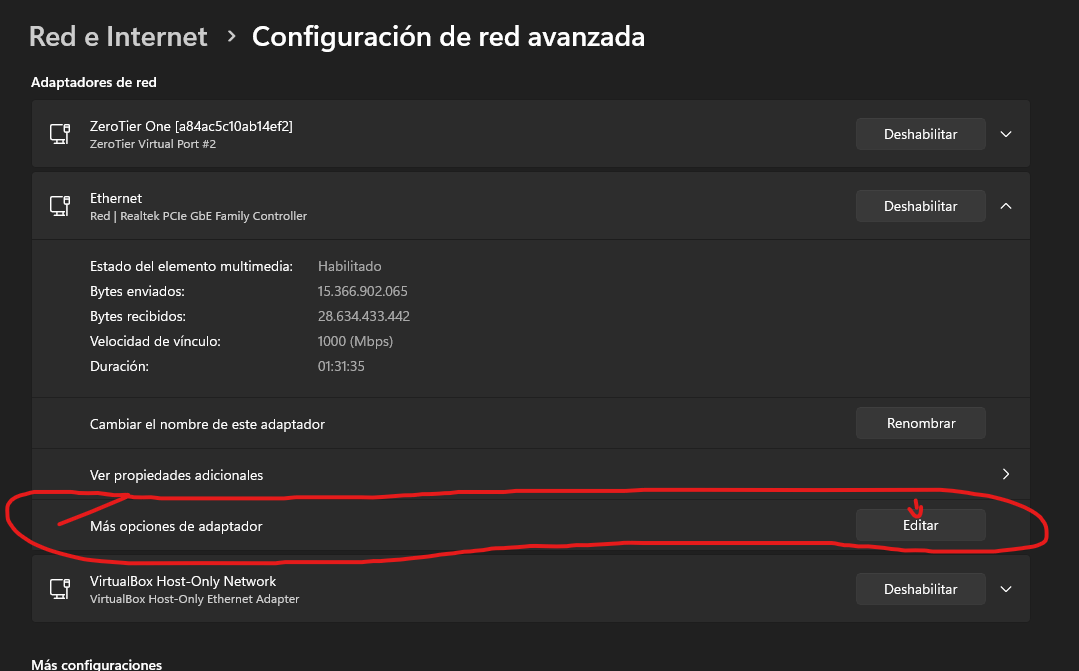 Red e Internet > Configuración de red avanzada
Adaptadores de red
ZeroTier One [a84ac5c10ab14ef2]
ZeroTier Virtual Port #2
Deshabilitar
Ethernet
Red | Realtek PCIe GbE Family Controller
Deshabilitar
Estado del elemento multimedia: Habilitado
Bytes enviados: 15.366.902.065
Bytes recibidos: 28.634.433.442
Velocidad de vínculo: 1000 (Mbps)
Duración: 01:31:35
Cambiar el nombre de este adaptador Renombrar
Ver propiedades adicionales
Más opciones de adaptador Editar
VirtualBox Host-Only Network
VirtualBox Host-Only Ethernet Adapter
Deshabilitar
Más configuraciones